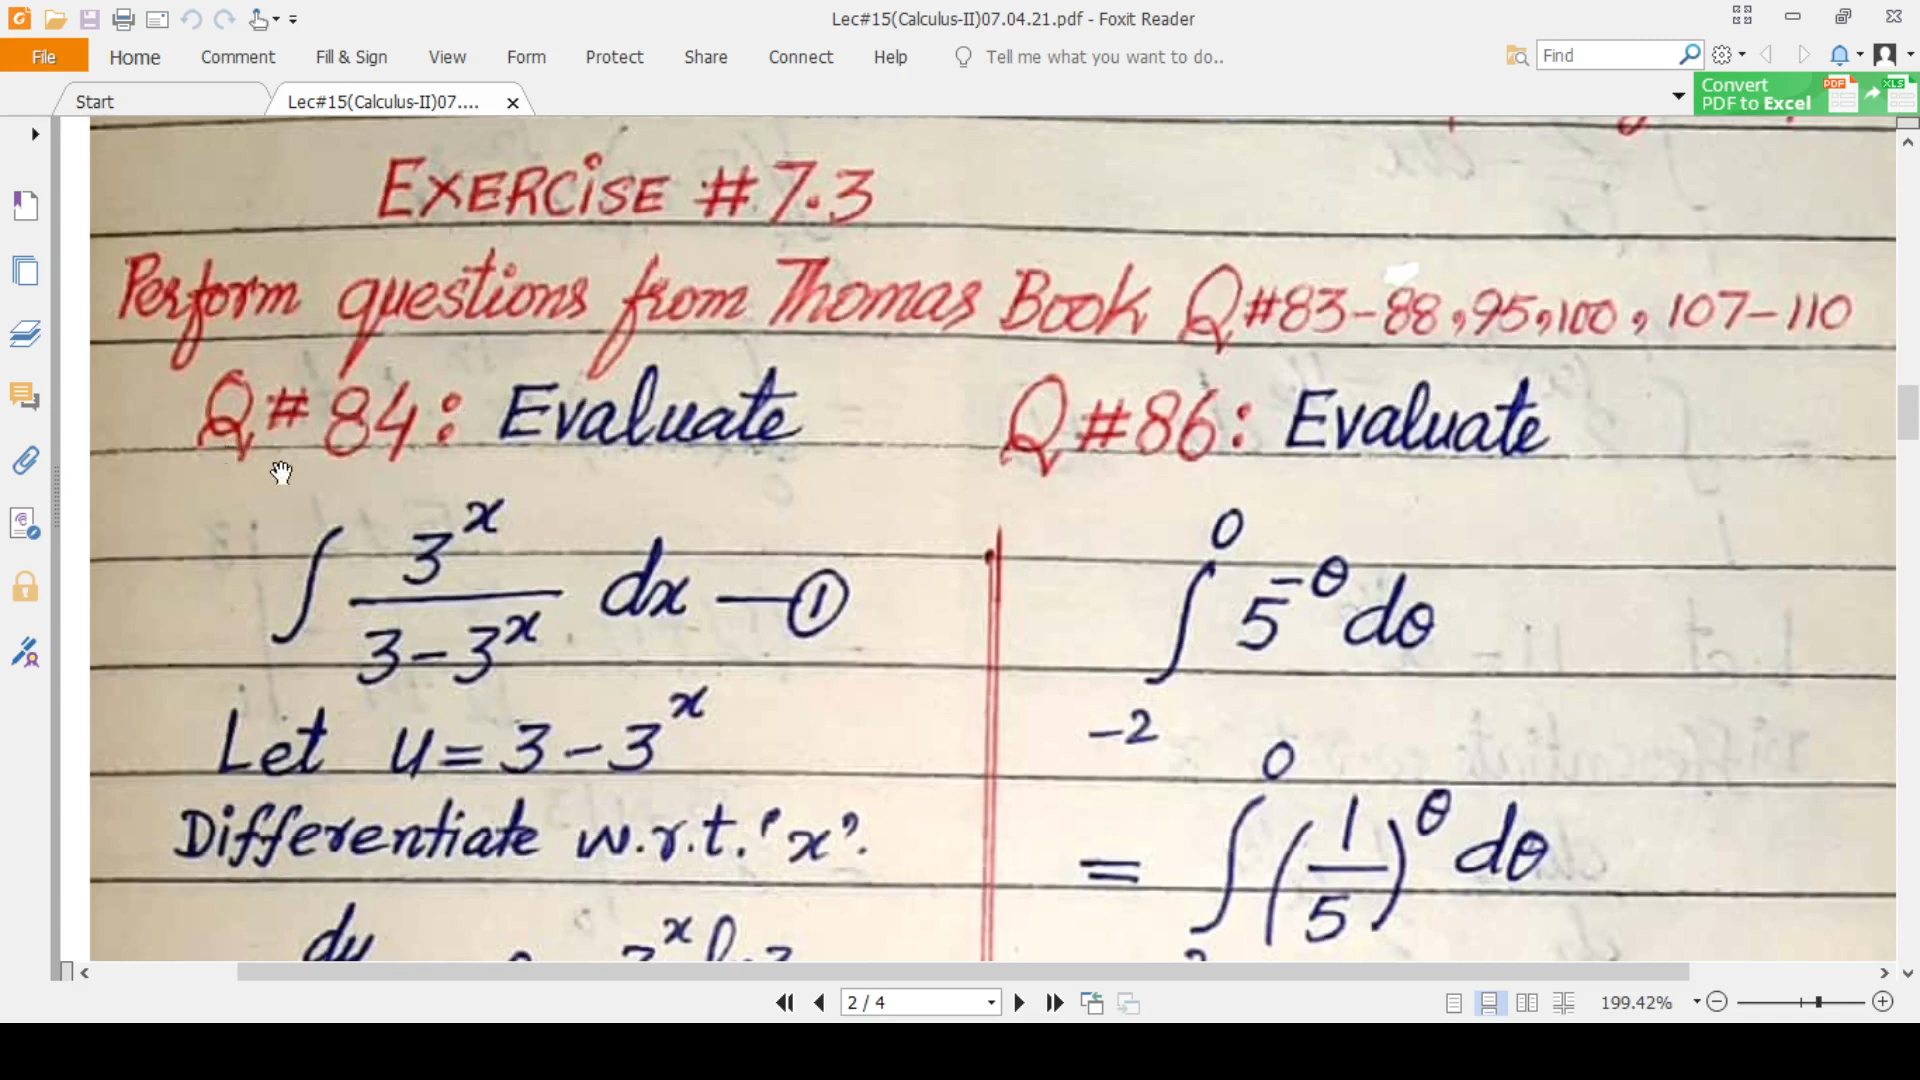 Lec#15(Calculus-II)07.04.21.pdf - Foxit Reader
File Home Comment Fill & Sign View Form Protect Share Connect Help Tell me what you want to do.. Find
Start Lec#15(Calculus-II)07....
Convert PDF to Excel PDF XLS
EXERCISE # 7.3
Perform questions from Thomas Book Q#83-88,95,100, 107-110
Q#84: Evaluate
∫ 3^x / (3-3^x) dx —①
Let u = 3-3^x
Differentiate w.r.t. 'x'.
Q#86: Evaluate
∫_{-2}^{0} 5^{-θ} dθ
= ∫^{0} (1/5)^θ dθ
2 / 4
199.42%